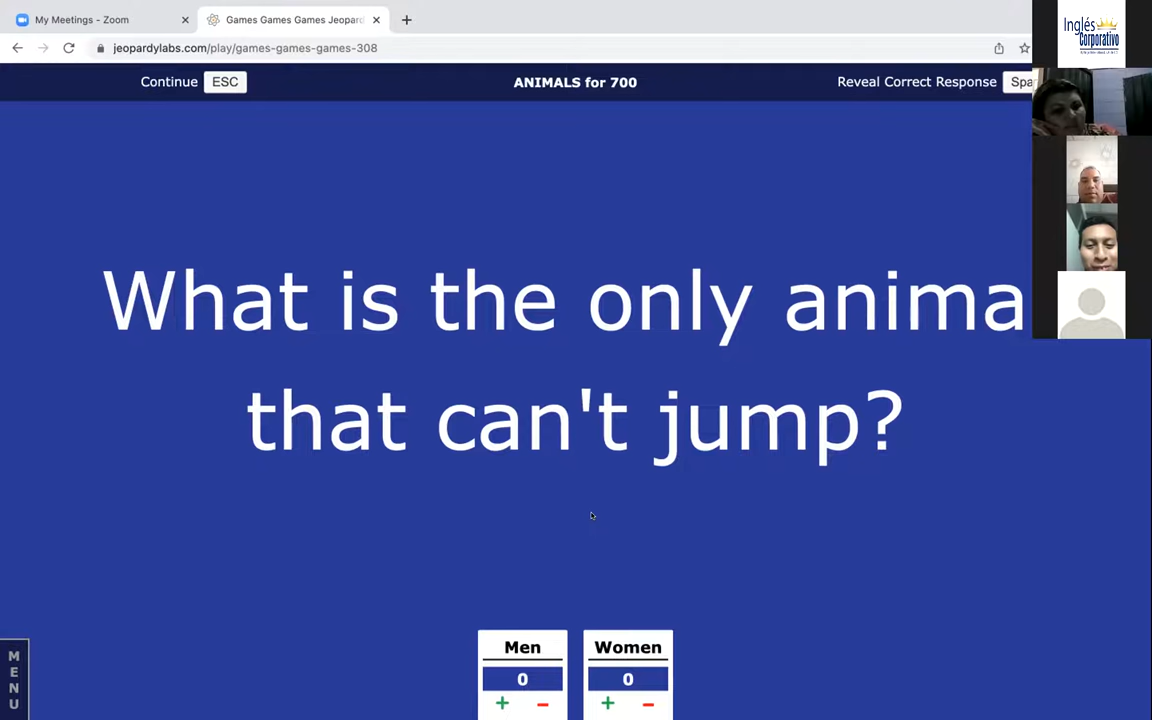 My Meetings - Zoom
Games Games Games Jeopard
jeopardylabs.com/play/games-games-games-308
Continue ESC
ANIMALS for 700
Reveal Correct Response Spa
Inglés
Corporativo
What is the only anima
that can't jump?
Men
0
+ −
Women
0
+ −
MENU